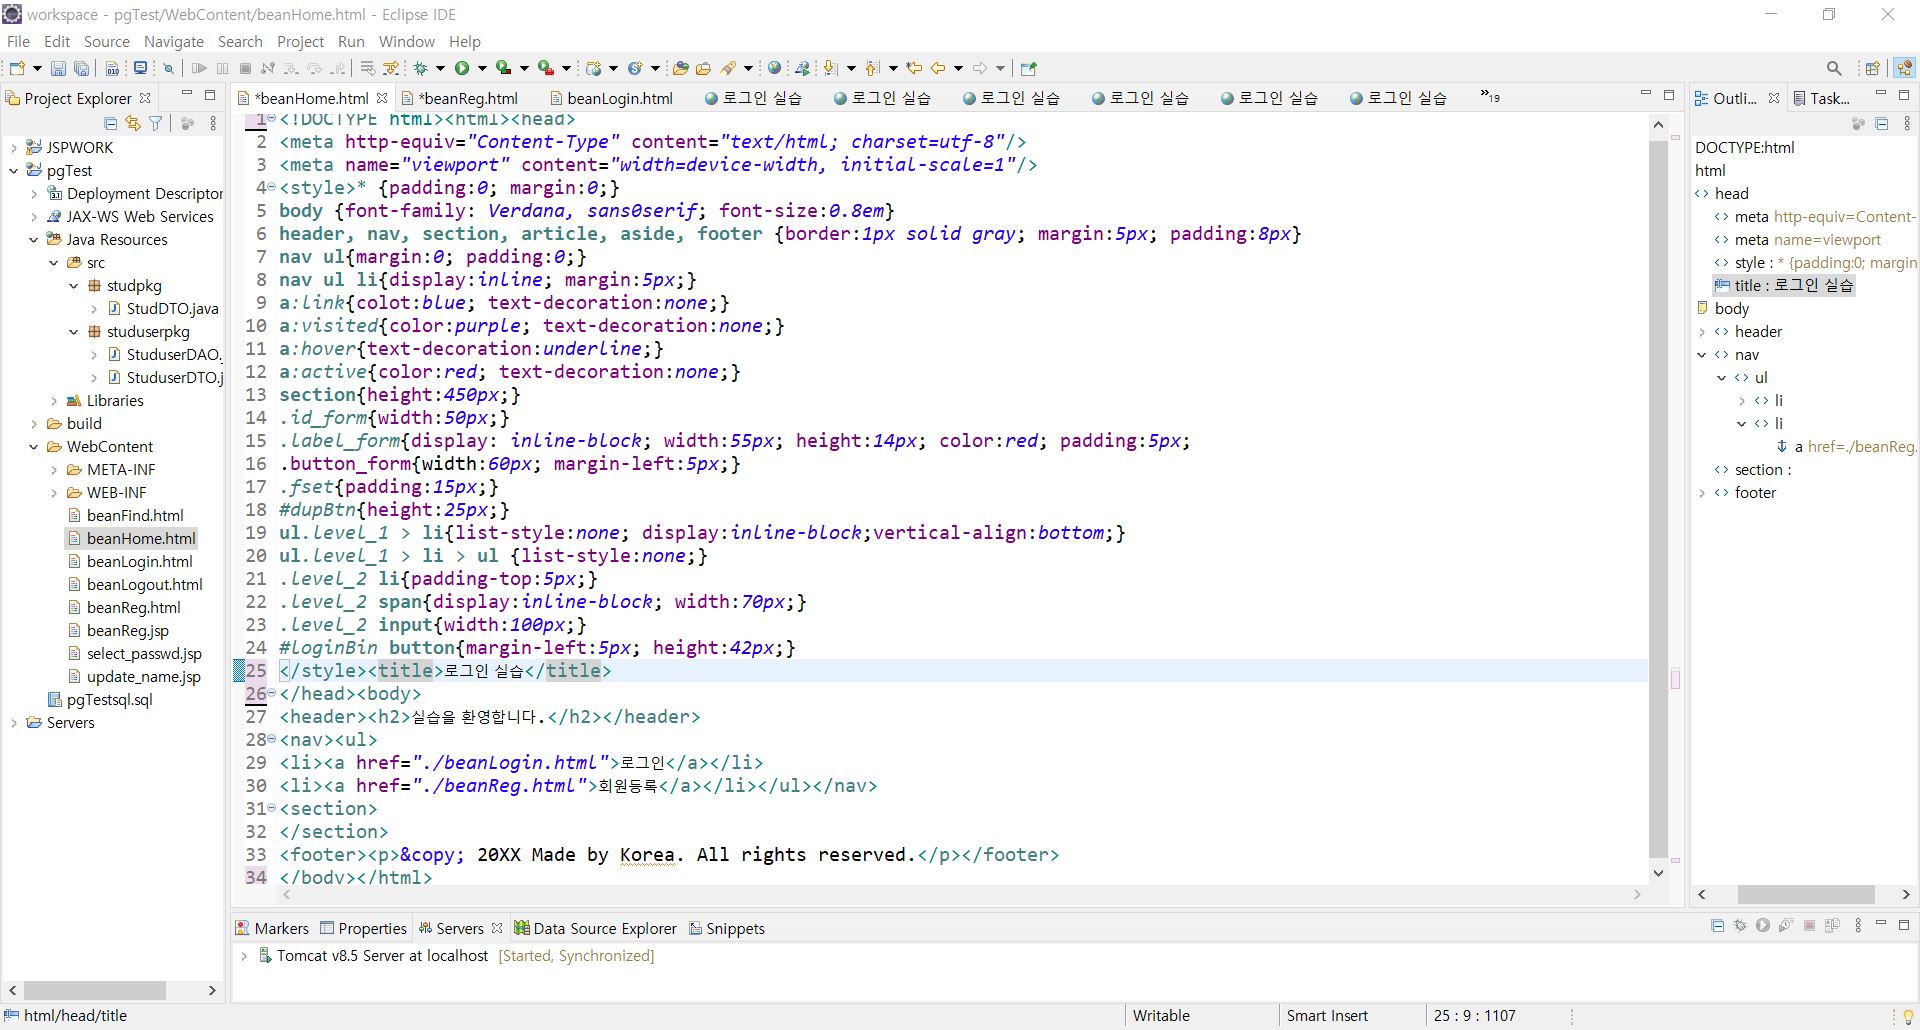 workspace - pgTest/WebContent/beanHome.html - Eclipse IDE
File Edit Source Navigate Search Project Run Window Help
Project Explorer
JSPWORK
pgTest
Deployment Descriptor
JAX-WS Web Services
Java Resources
src
studpkg
StudDTO.java
studuserpkg
StuduserDAO.
StuduserDTO.j
Libraries
build
WebContent
META-INF
WEB-INF
beanFind.html
beanHome.html
beanLogin.html
beanLogout.html
beanReg.html
beanReg.jsp
select_passwd.jsp
update_name.jsp
pgTestsql.sql
Servers
*beanHome.html *beanReg.html beanLogin.html 로그인 실습 로그인 실습 로그인 실습 로그인 실습 로그인 실습 로그인 실습 »19
1 <!DOCTYPE html><html><head>
2 <meta http-equiv="Content-Type" content="text/html; charset=utf-8"/>
3 <meta name="viewport" content="width=device-width, initial-scale=1"/>
4 <style>* {padding:0; margin:0;}
5 body {font-family: Verdana, sans0serif; font-size:0.8em}
6 header, nav, section, article, aside, footer {border:1px solid gray; margin:5px; padding:8px}
7 nav ul{margin:0; padding:0;}
8 nav ul li{display:inline; margin:5px;}
9 a:link{colot:blue; text-decoration:none;}
10 a:visited{color:purple; text-decoration:none;}
11 a:hover{text-decoration:underline;}
12 a:active{color:red; text-decoration:none;}
13 section{height:450px;}
14 .id_form{width:50px;}
15 .label_form{display: inline-block; width:55px; height:14px; color:red; padding:5px;
16 .button_form{width:60px; margin-left:5px;}
17 .fset{padding:15px;}
18 #dupBtn{height:25px;}
19 ul.level_1 > li{list-style:none; display:inline-block;vertical-align:bottom;}
20 ul.level_1 > li > ul {list-style:none;}
21 .level_2 li{padding-top:5px;}
22 .level_2 span{display:inline-block; width:70px;}
23 .level_2 input{width:100px;}
24 #loginBin button{margin-left:5px; height:42px;}
25 </style><title>로그인 실습</title>
26 </head><body>
27 <header><h2>실습을 환영합니다.</h2></header>
28 <nav><ul>
29 <li><a href="./beanLogin.html">로그인</a></li>
30 <li><a href="./beanReg.html">회원등록</a></li></ul></nav>
31 <section>
32 </section>
33 <footer><p>&copy; 20XX Made by Korea. All rights reserved.</p></footer>
34 </body></html>
Outli... Task...
DOCTYPE:html
html
head
meta http-equiv=Content-
meta name=viewport
style : * {padding:0; margin
title : 로그인 실습
body
header
nav
ul
li
li
a href=./beanReg.
section :
footer
Markers Properties Servers Data Source Explorer Snippets
Tomcat v8.5 Server at localhost [Started, Synchronized]
html/head/title Writable Smart Insert 25 : 9 : 1107